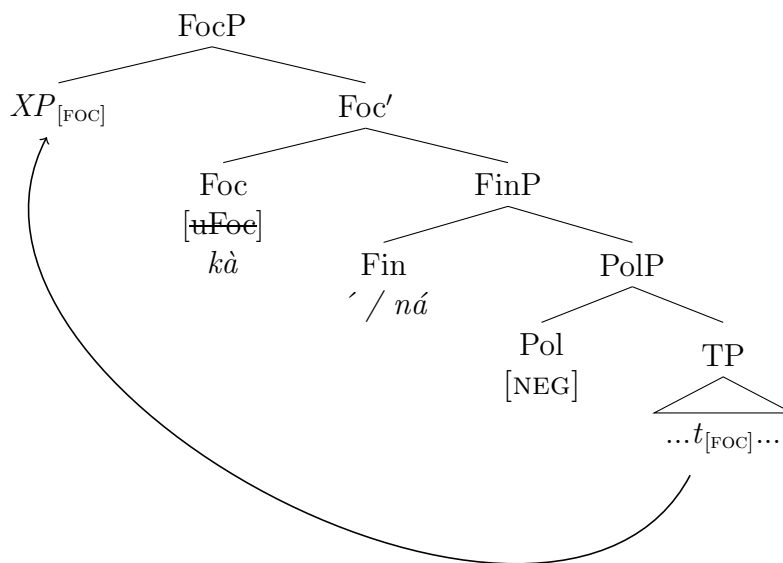 FocP
XP[FOC] Foc′
Foc FinP
[uFoc]
kà Fin PolP
´ / ná
Pol TP
[NEG]
...t[FOC]...